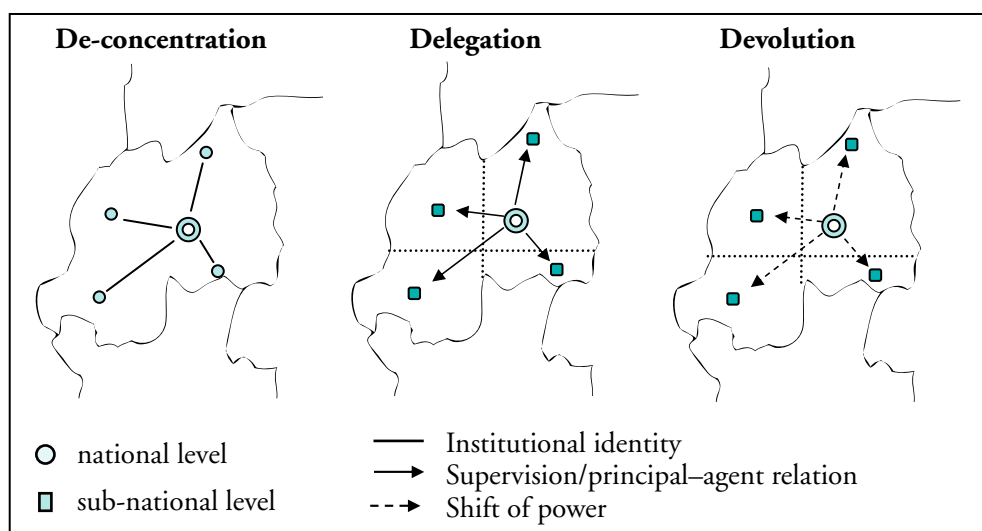 De-concentration
Delegation
Devolution
national level
sub-national level
Institutional identity
Supervision/principal–agent relation
Shift of power